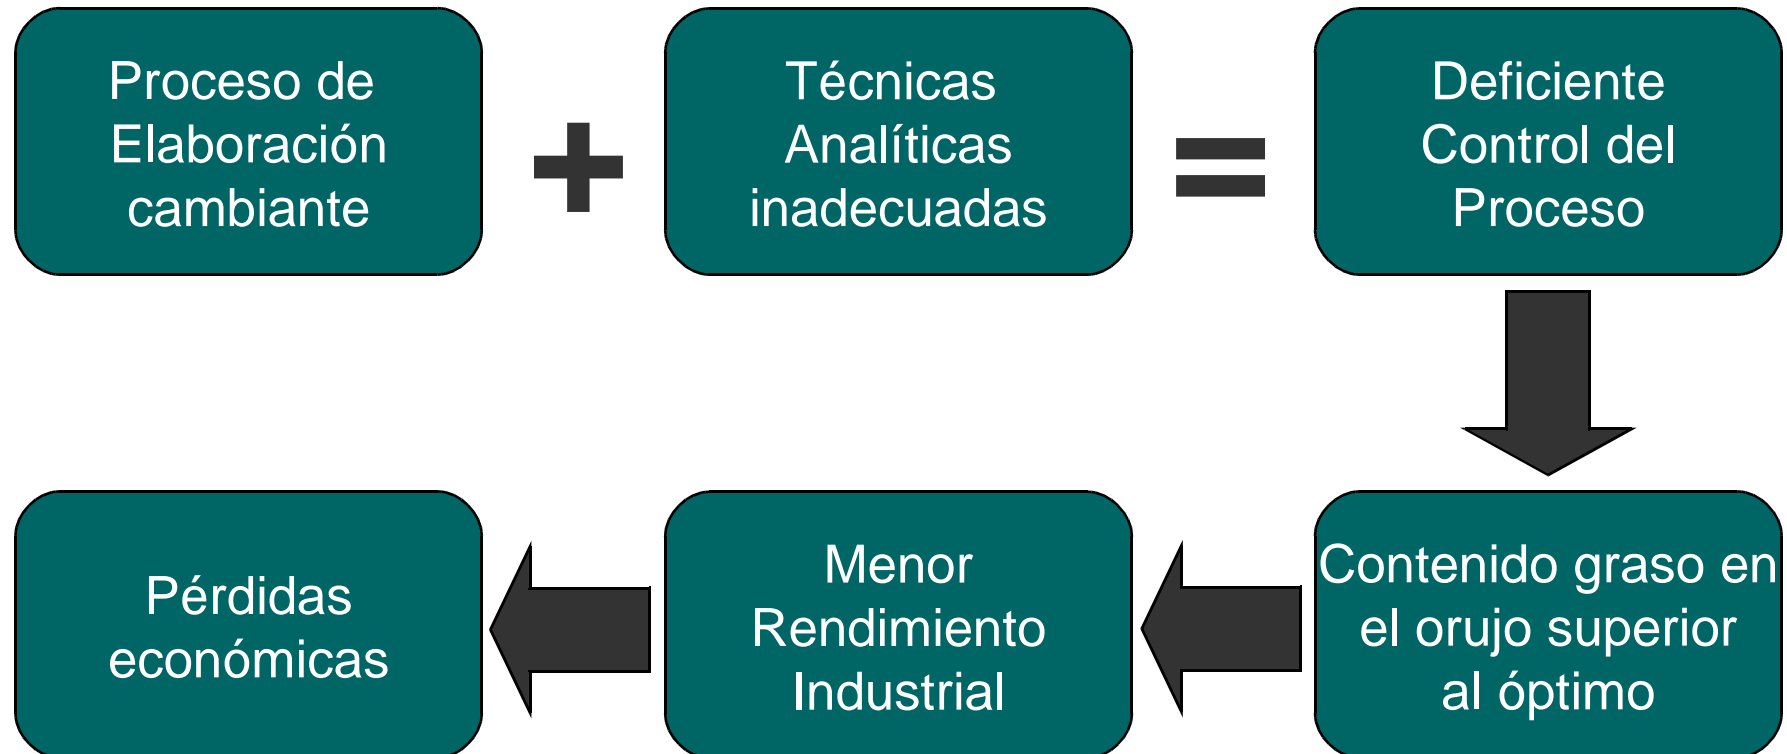 Proceso de
Elaboración
cambiante
+
Técnicas
Analíticas
inadecuadas
=
Deficiente
Control del
Proceso
Contenido graso en
el orujo superior
al óptimo
Menor
Rendimiento
Industrial
Pérdidas
económicas